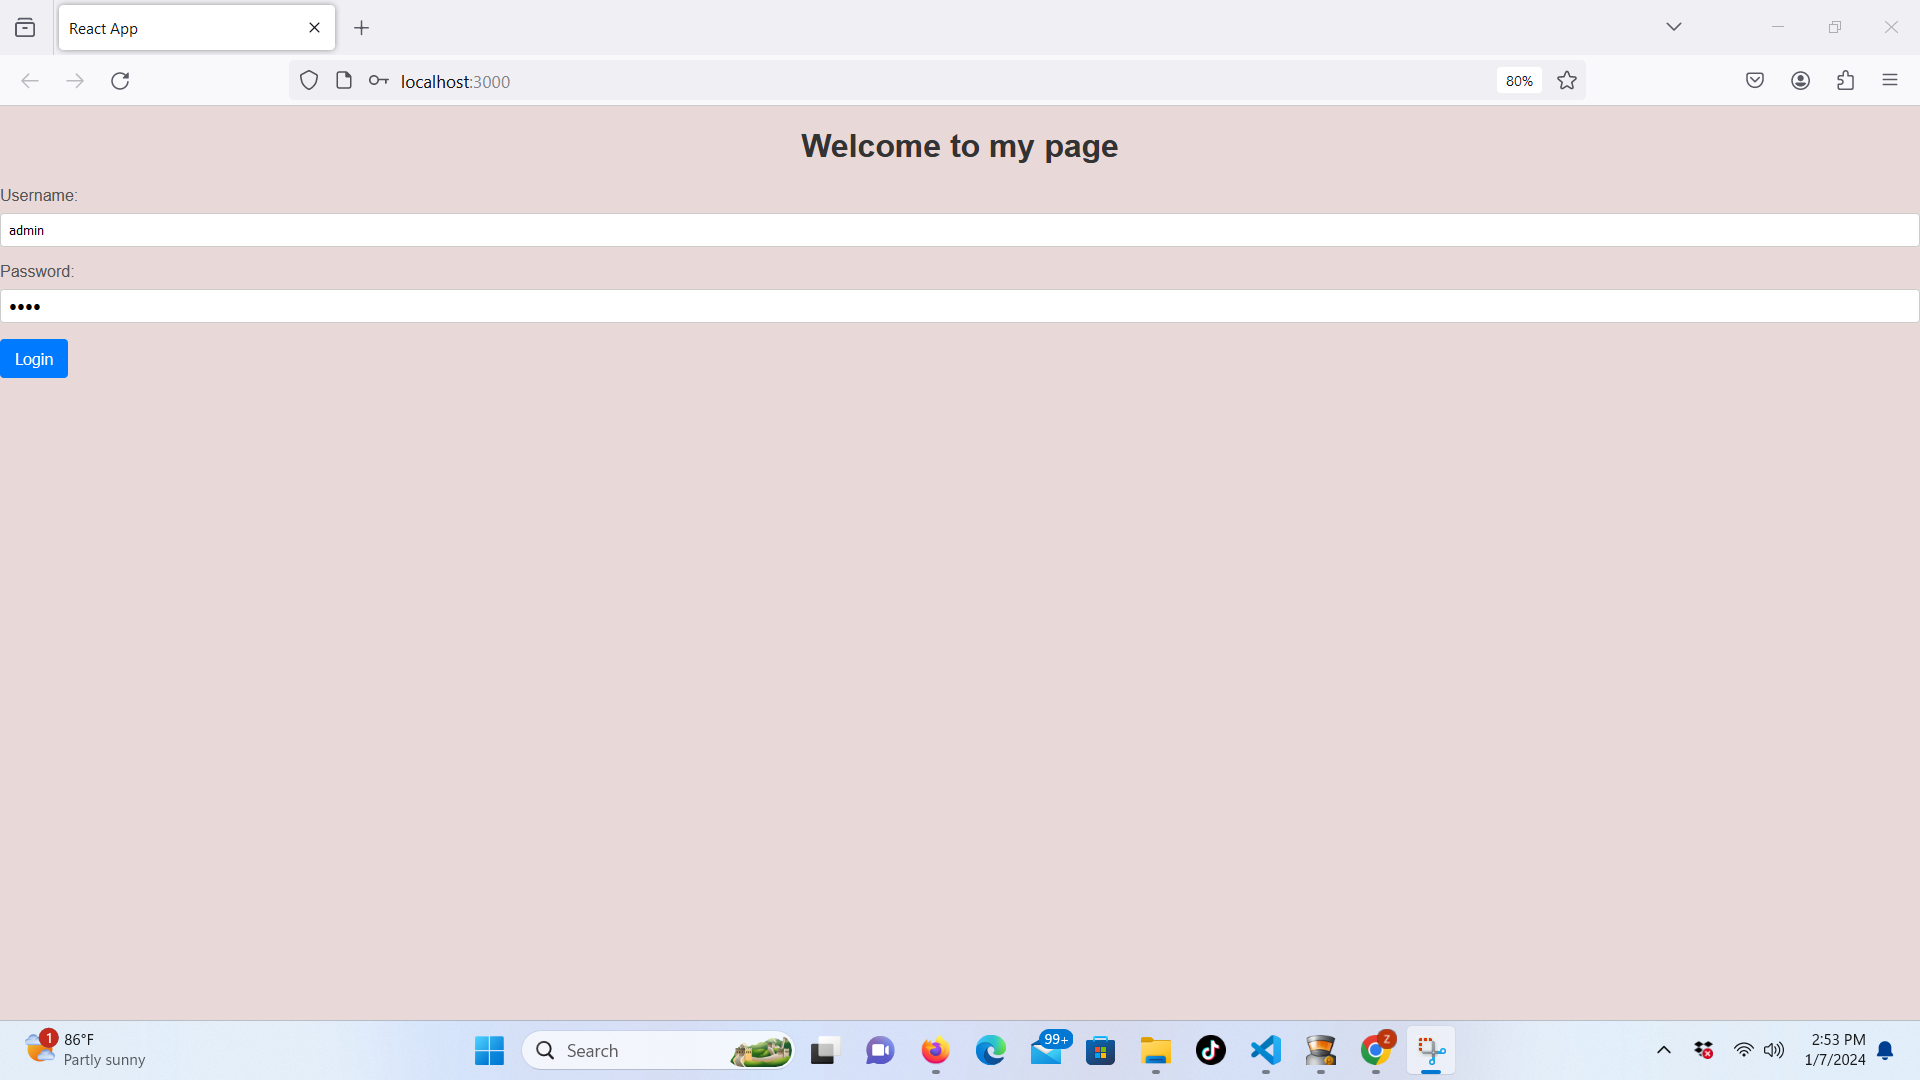 React App
localhost:3000
80%
Welcome to my page
Username:
admin
Password:
••••
Login
1
86°F
Partly sunny
Search
99+
Z
2:53 PM
1/7/2024